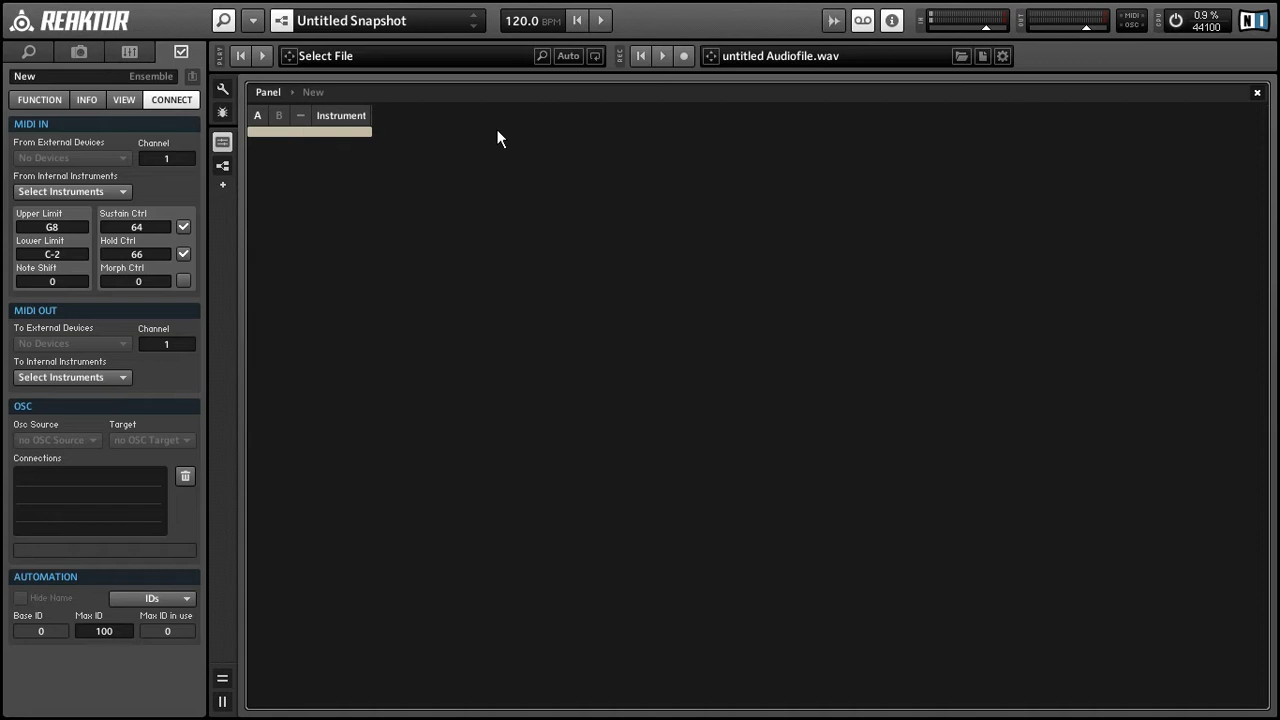 REAKTOR
Untitled Snapshot
120.0 BPM
IN
OUT
MIDI
OSC
CPU
0.9 %
44100
NI
PLAY
Select File
Auto
REC
untitled Audiofile.wav
New
Ensemble
FUNCTION
INFO
VIEW
CONNECT
MIDI IN
From External Devices
Channel
No Devices
1
From Internal Instruments
Select Instruments
Upper Limit
Sustain Ctrl
G8
64
Lower Limit
Hold Ctrl
C-2
66
Note Shift
Morph Ctrl
0
0
MIDI OUT
To External Devices
Channel
No Devices
1
To Internal Instruments
Select Instruments
OSC
Osc Source
Target
no OSC Source
no OSC Target
Connections
AUTOMATION
Hide Name
IDs
Base ID
Max ID
Max ID in use
0
100
0
Panel
New
A
B
Instrument